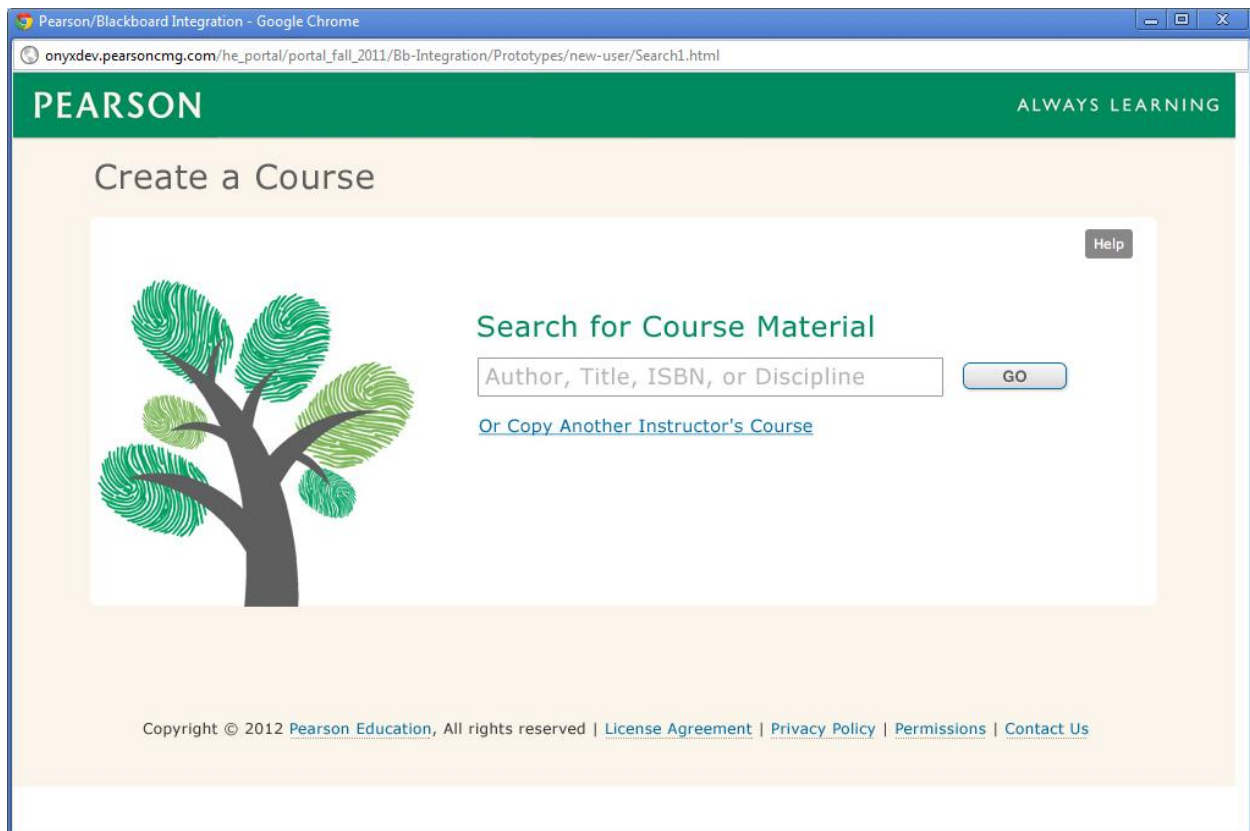 Pearson/Blackboard Integration - Google Chrome
onyxdev.pearsoncmg.com/he_portal/portal_fall_2011/Bb-Integration/Prototypes/new-user/Search1.html
PEARSON
ALWAYS LEARNING
Create a Course
Help
Search for Course Material
Author, Title, ISBN, or Discipline
GO
Or Copy Another Instructor's Course
Copyright © 2012 Pearson Education, All rights reserved | License Agreement | Privacy Policy | Permissions | Contact Us